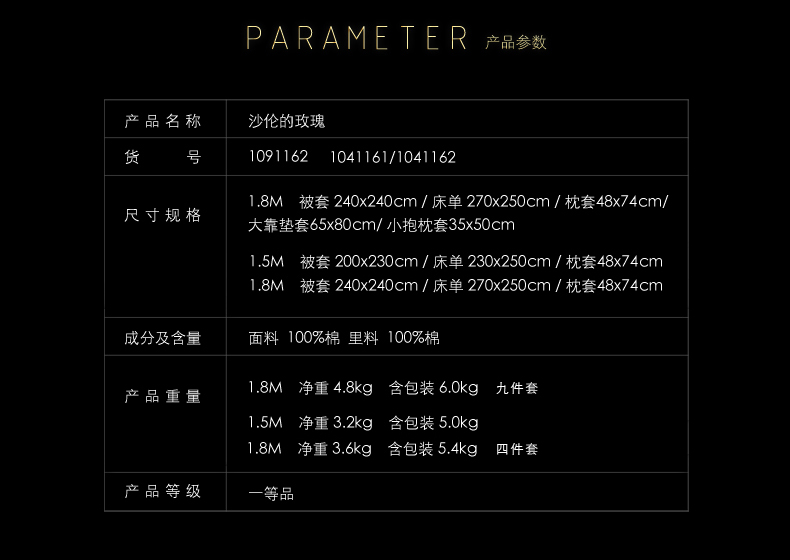 PARAMETER 产品参数
产品名称 沙伦的玫瑰
货 号 1091162 1041161/1041162
尺寸规格 1.8M 被套 240x240cm / 床单 270x250cm / 枕套48x74cm/
大靠垫套65x80cm/ 小抱枕套35x50cm
1.5M 被套 200x230cm / 床单 230x250cm / 枕套48x74cm
1.8M 被套 240x240cm / 床单 270x250cm / 枕套48x74cm
成分及含量 面料 100%棉 里料 100%棉
产品重量 1.8M 净重 4.8kg 含包装 6.0kg 九件套
1.5M 净重 3.2kg 含包装 5.0kg
1.8M 净重 3.6kg 含包装 5.4kg 四件套
产品等级 一等品